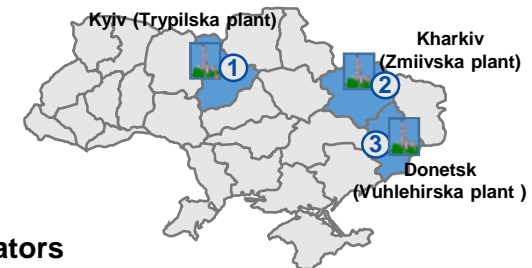 Kyiv (Trypilska plant)
1
Kharkiv
(Zmiivska plant)
2
3
Donetsk
(Vuhlehirska plant )
ators